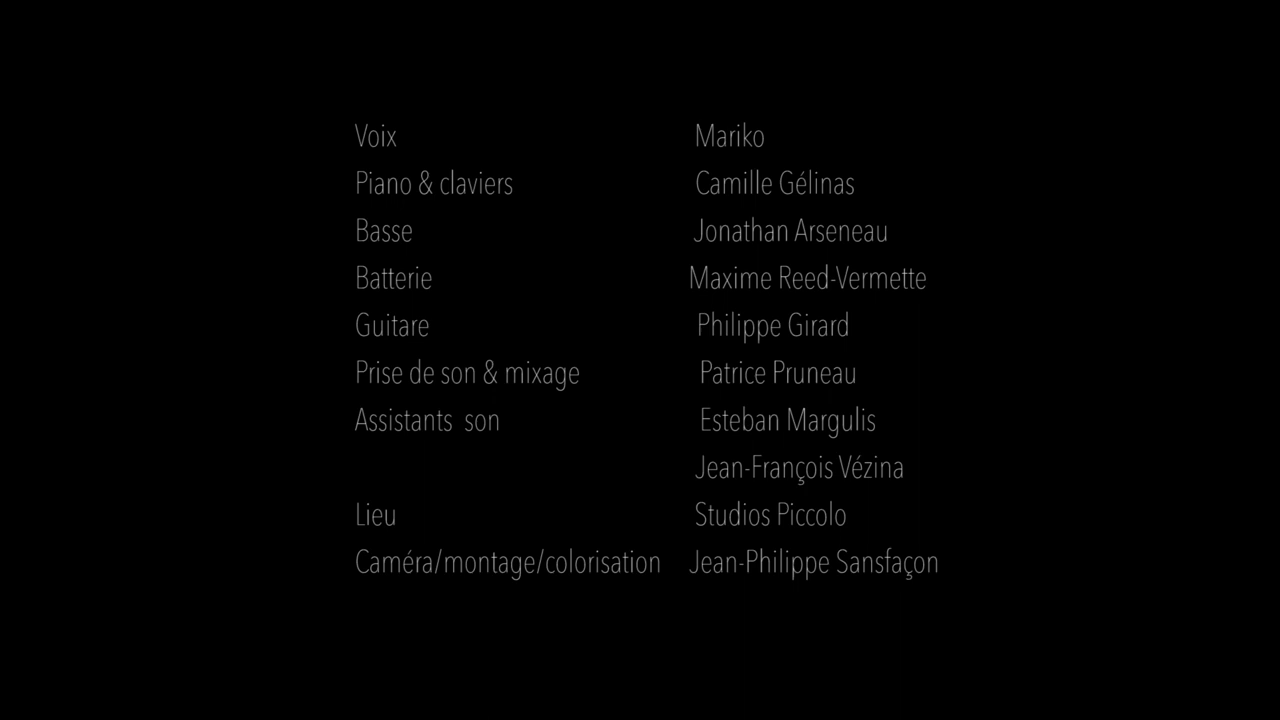 Voix Mariko
Piano & claviers Camille Gélinas
Basse Jonathan Arseneau
Batterie Maxime Reed-Vermette
Guitare Philippe Girard
Prise de son & mixage Patrice Pruneau
Assistants son Esteban Margulis
Jean-François Vézina
Lieu Studios Piccolo
Caméra/montage/colorisation Jean-Philippe Sansfaçon